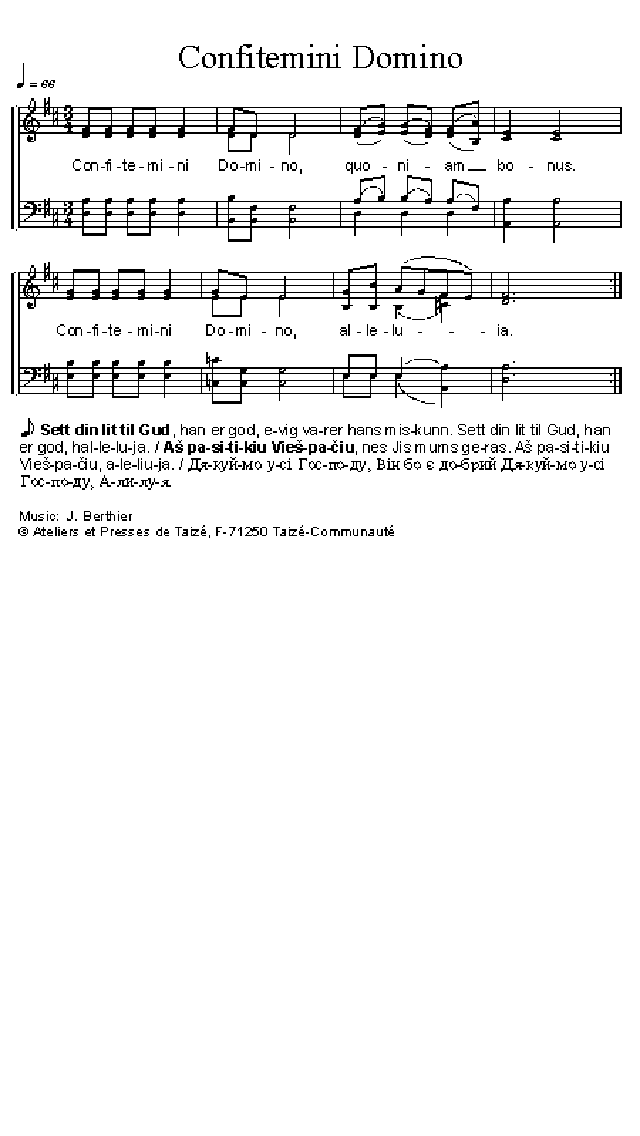 Confitemini Domino
♩ = 66
3 4
Con-fi-te-mi-ni Do-mi-no, quo-ni-am__ bo-nus.
Con-fi-te-mi-ni Do-mi-no, al-le-lu---ia.
♪ Sett din lit til Gud, han er god, e-vig va-rer hans mis-kunn. Sett din lit til Gud, han
er god, hal-le-lu-ja. / Aš pa-si-ti-kiu Vieš-pa-čiu, nes Jis mums ge-ras. Aš pa-si-ti-kiu
Vieš-pa-čiu, a-le-liu-ja. / Дя-куй-мо у-сі Гос-по-ду, Він бо є до-брий Дя-куй-мо у-сі
Гос-по-ду, А-ли-лу-я.
Music: J. Berthier
© Ateliers et Presses de Taizé, F-71250 Taizé-Communauté